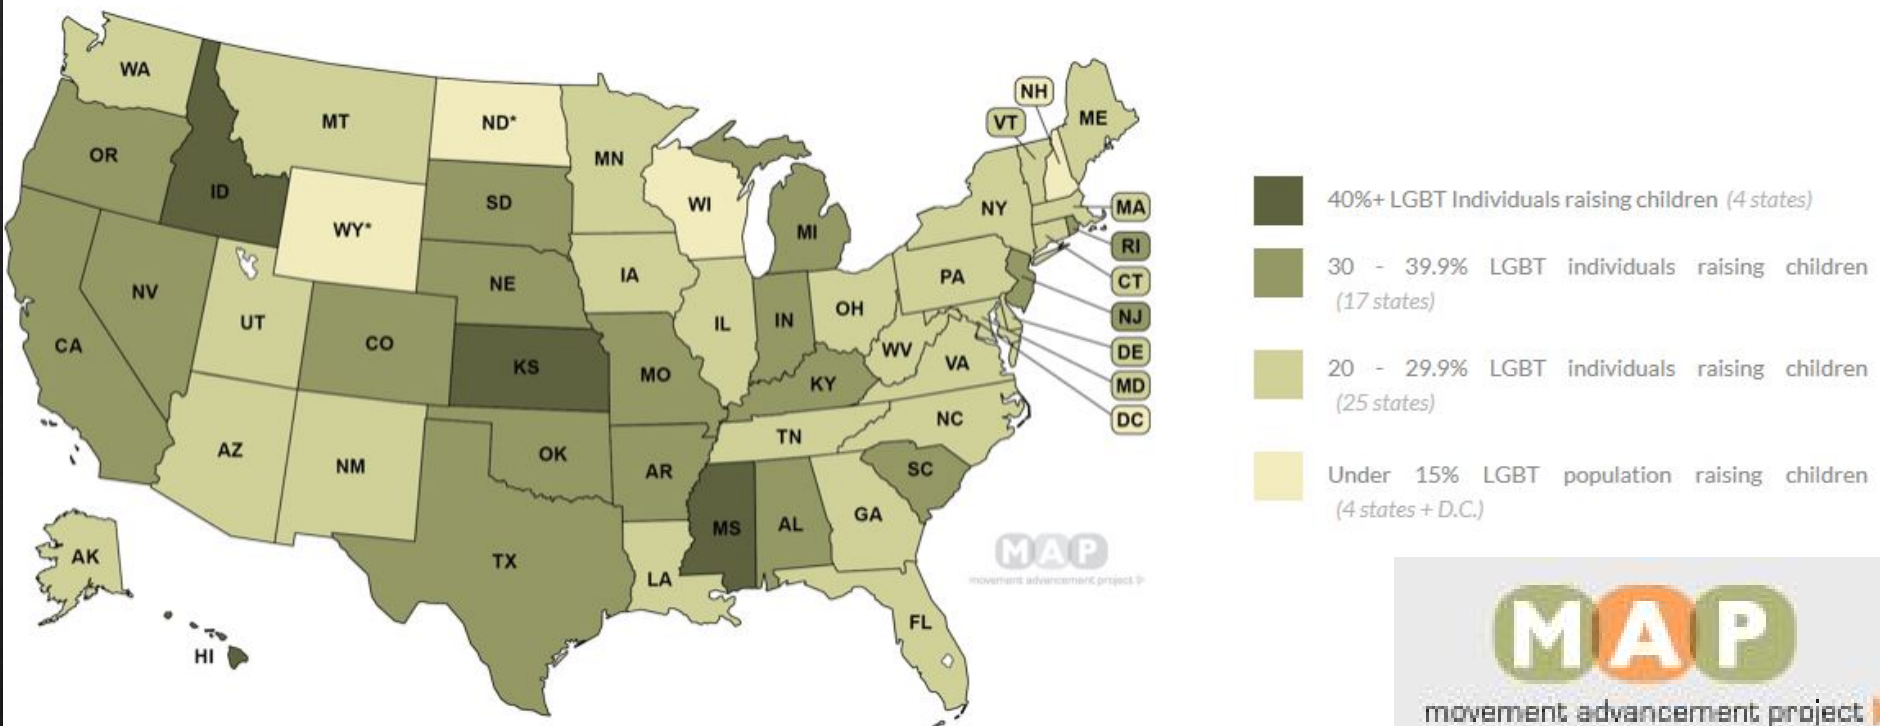 WA
MT
ND*
MN
OR
ID
WY*
SD
WI
MI
NY
VT
NH
ME
MA
RI
CT
NJ
DE
MD
DC
NV
UT
CO
NE
IA
IL
IN
OH
PA
CA
KS
MO
KY
WV
VA
AZ
NM
OK
AR
TN
NC
SC
TX
LA
MS
AL
GA
FL
AK
HI
MAP
movement advancement project
40%+ LGBT Individuals raising children (4 states)
30 - 39.9% LGBT individuals raising children
(17 states)
20 - 29.9% LGBT individuals raising children
(25 states)
Under 15% LGBT population raising children
(4 states + D.C.)
MAP
movement advancement project